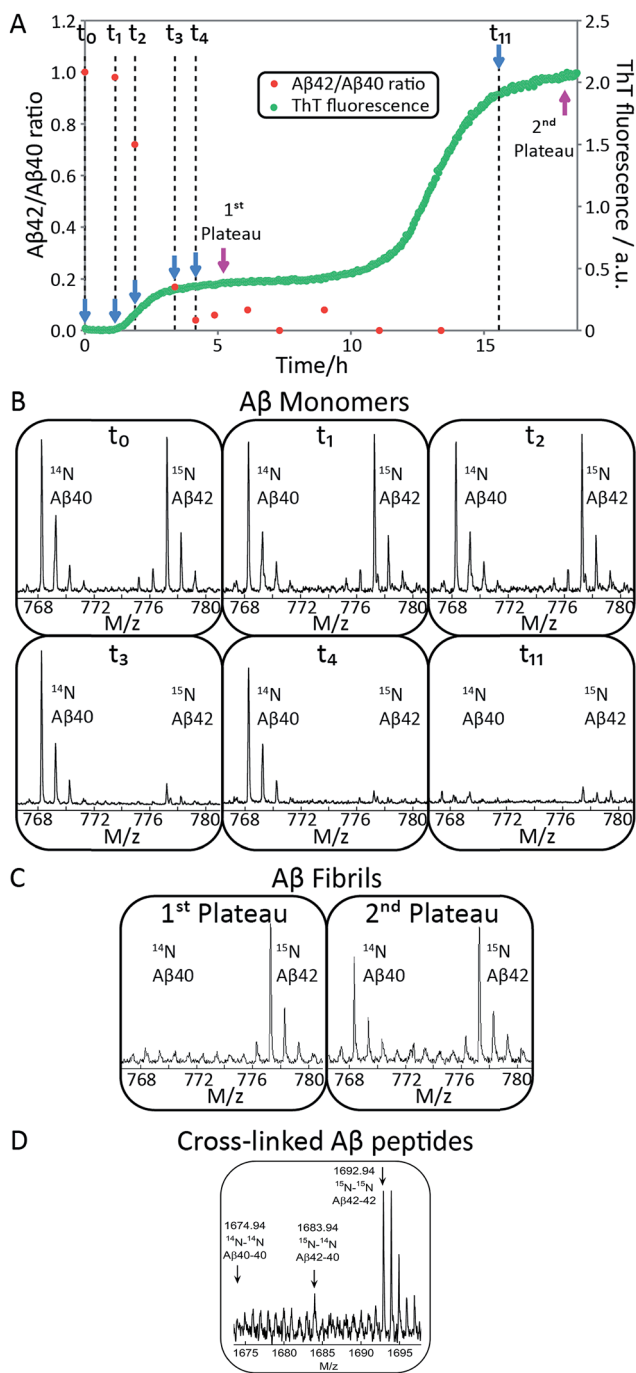 A
t₀ t₁ t₂ t₃ t₄ t₁₁
Aβ42/Aβ40 ratio
ThT fluorescence
1.2
1.0
0.8
0.6
0.4
0.2
0.0
2.5
2.0
1.5
1.0
0.5
0
1ˢᵗ
Plateau
2ⁿᵈ
Plateau
0 5 10 15
Time/h
Aβ42/Aβ40 ratio
ThT fluorescence / a.u.
B Aβ Monomers
t₀ t₁ t₂
¹⁴N ¹⁵N ¹⁴N ¹⁵N ¹⁴N ¹⁵N
Aβ40 Aβ42 Aβ40 Aβ42 Aβ40 Aβ42
768 772 776 780 768 772 776 780 768 772 776 780
M/z M/z M/z
t₃ t₄ t₁₁
¹⁴N ¹⁵N ¹⁴N ¹⁵N ¹⁴N ¹⁵N
Aβ40 Aβ42 Aβ40 Aβ42 Aβ40 Aβ42
768 772 776 780 768 772 776 780 768 772 776 780
M/z M/z M/z
C Aβ Fibrils
1ˢᵗ Plateau 2ⁿᵈ Plateau
¹⁴N ¹⁵N ¹⁴N ¹⁵N
Aβ40 Aβ42 Aβ40 Aβ42
768 772 776 780 768 772 776 780
M/z M/z
D Cross-linked Aβ peptides
1692.94
¹⁵N-¹⁵N
Aβ42-42
1674.94
¹⁴N-¹⁴N
Aβ40-40
1683.94
¹⁵N-¹⁴N
Aβ42-40
1675 1680 1685 1690 1695
M/z